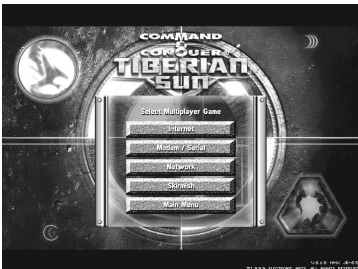 COMMAND
&
CONQUER
TIBERIAN
SUN
Select Multiplayer Game
Internet
Modem / Serial
Network
Skirmish
Main Menu